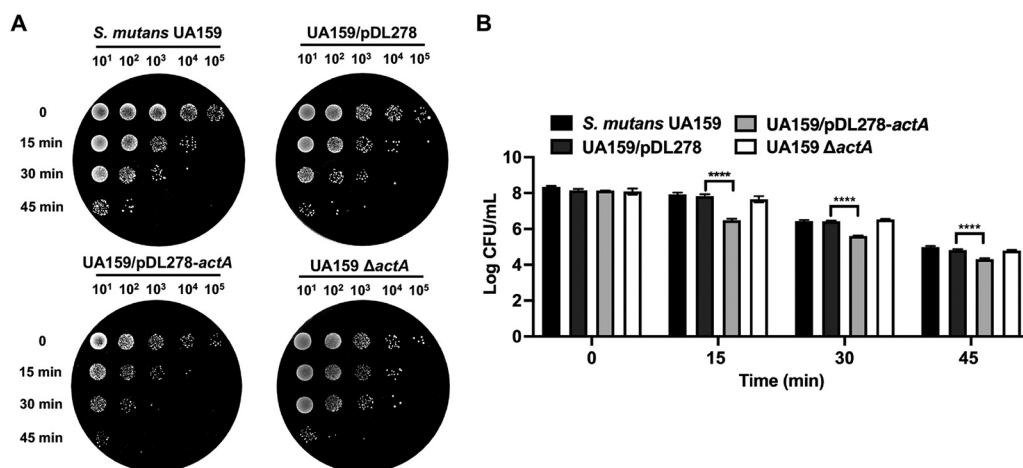 A
S. mutans UA159
10¹ 10² 10³ 10⁴ 10⁵
UA159/pDL278
10¹ 10² 10³ 10⁴ 10⁵
0
15 min
30 min
45 min
UA159/pDL278-actA
10¹ 10² 10³ 10⁴ 10⁵
UA159 ΔactA
10¹ 10² 10³ 10⁴ 10⁵
0
15 min
30 min
45 min
B
S. mutans UA159
UA159/pDL278
UA159/pDL278-actA
UA159 ΔactA
Log CFU/mL
10
8
6
4
2
0
****
****
****
0 15 30 45
Time (min)